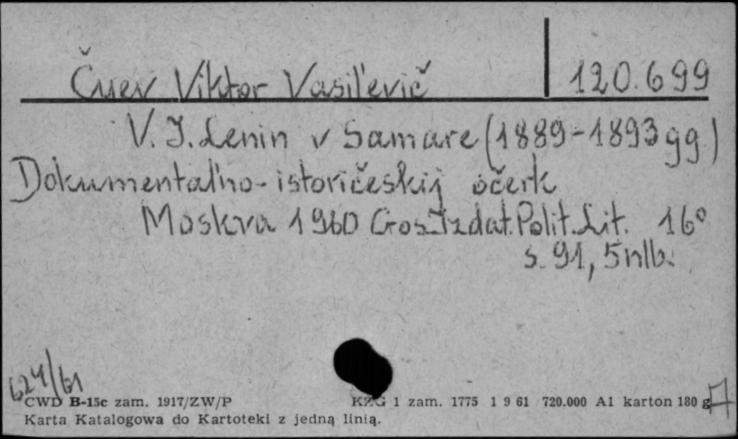 Čuev Viktor Vasil'evič 120.699
V. I. Lenin v Samare (1889-1893 gg)
Dokumental'no-istoričeskij očerk
Moskva 1960 Gos.Izdat.Polit.Lit. 16°
s. 91, 5 nlb.
624/61
CWD B-15c zam. 1917/ZW/P KZG 1 zam. 1775 1 9 61 720.000 A1 karton 180 g
Karta Katalogowa do Kartoteki z jedną linią.